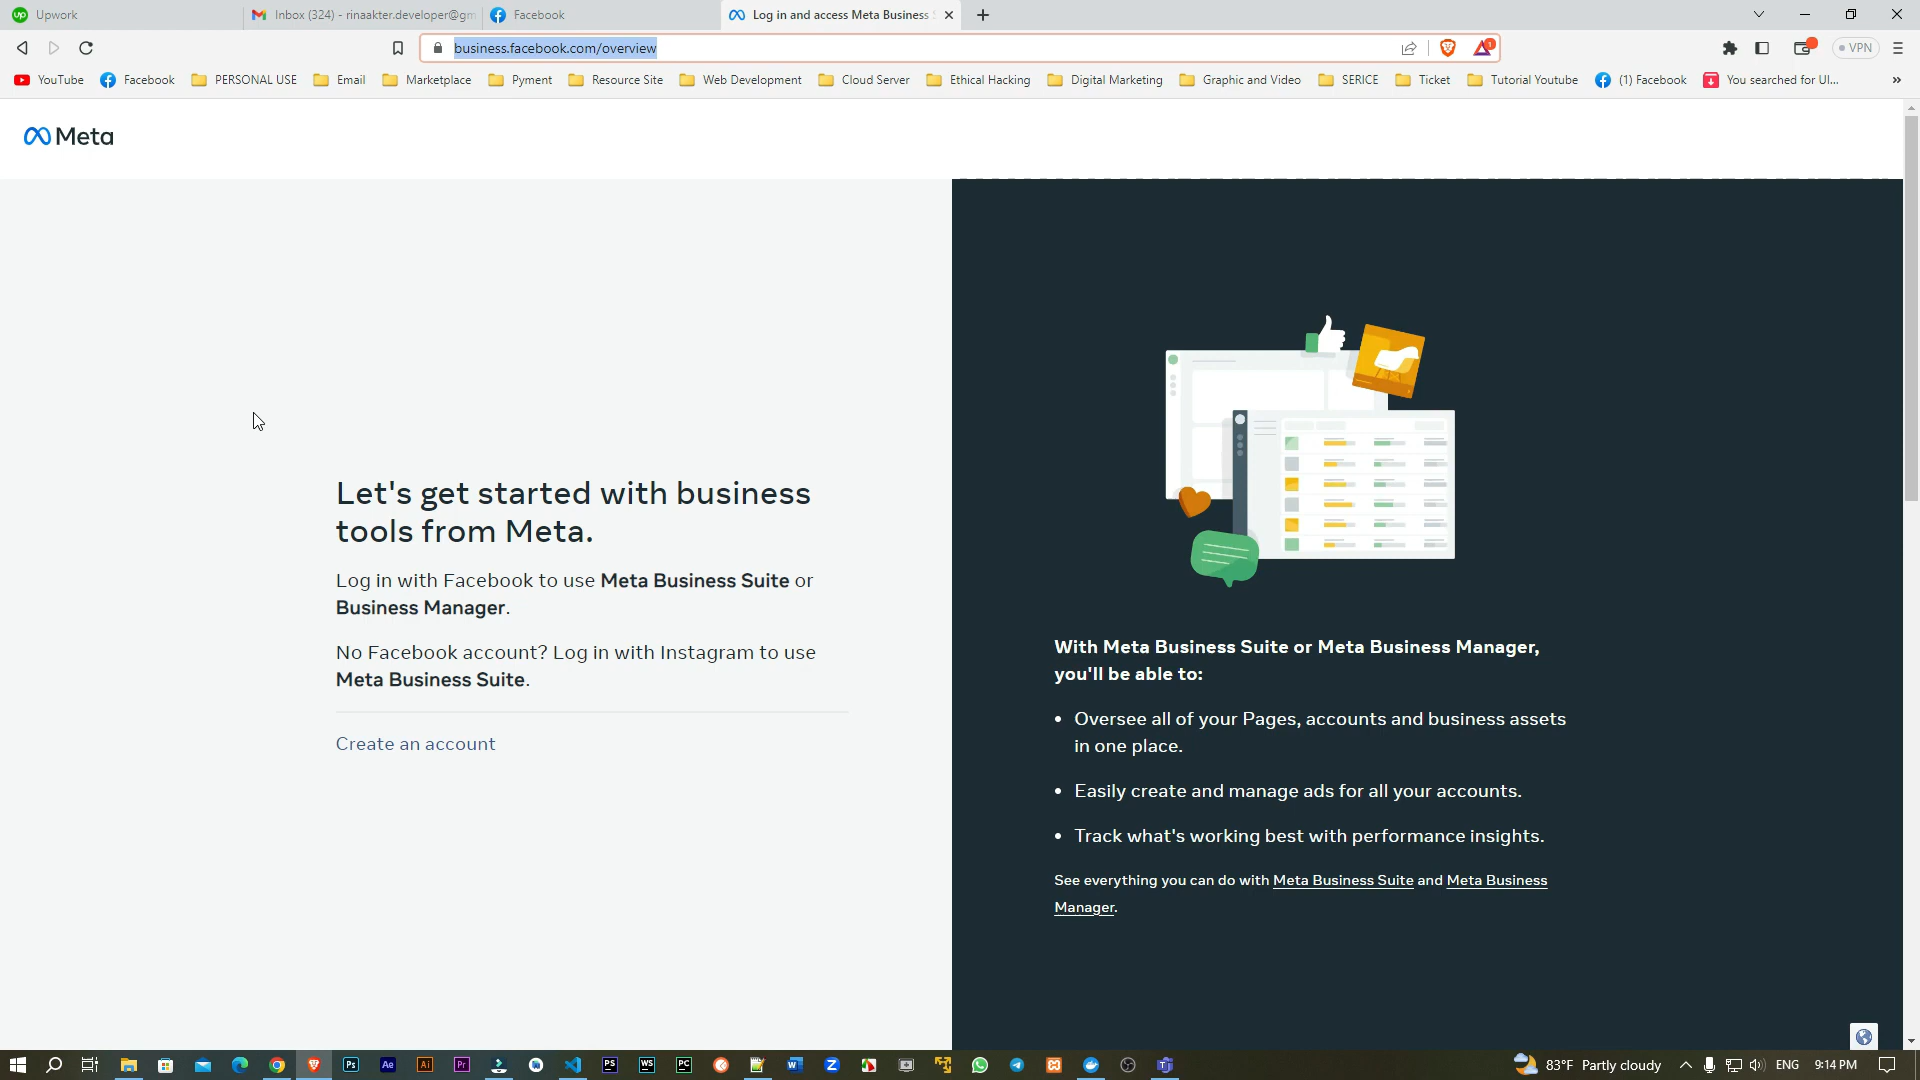 Upwork
Inbox (324) - rinaakter.developer@gm
Facebook
Log in and access Meta Business
business.facebook.com/overview
1
VPN
YouTube
Facebook
PERSONAL USE
Email
Marketplace
Pyment
Resource Site
Web Development
Cloud Server
Ethical Hacking
Digital Marketing
Graphic and Video
SERICE
Ticket
Tutorial Youtube
(1) Facebook
You searched for UI...
Meta
Let's get started with business
tools from Meta.
Log in with Facebook to use Meta Business Suite or
Business Manager.
No Facebook account? Log in with Instagram to use
Meta Business Suite.
Create an account
With Meta Business Suite or Meta Business Manager,
you'll be able to:
• Oversee all of your Pages, accounts and business assets
in one place.
• Easily create and manage ads for all your accounts.
• Track what's working best with performance insights.
See everything you can do with Meta Business Suite and Meta Business
Manager.
83°F Partly cloudy
ENG
9:14 PM